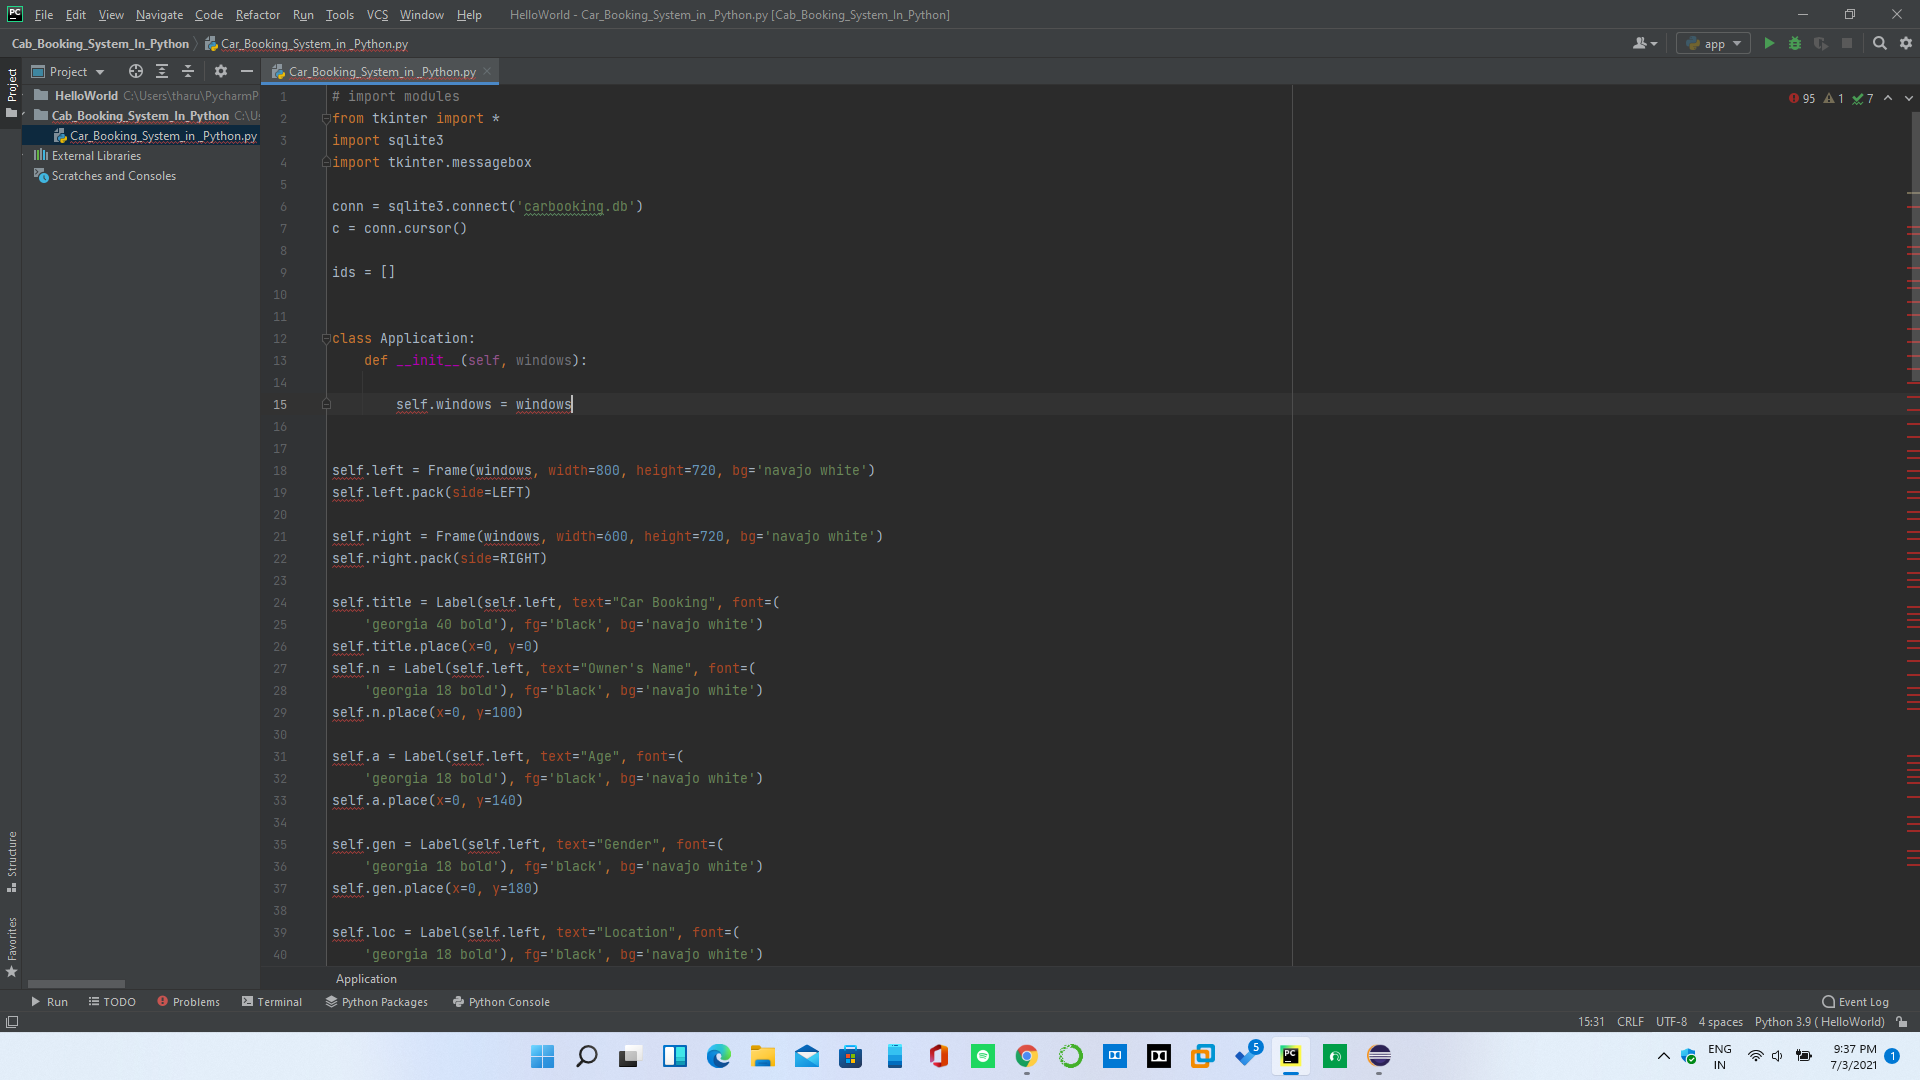 File Edit View Navigate Code Refactor Run Tools VCS Window Help HelloWorld - Car_Booking_System_in _Python.py [Cab_Booking_System_In_Python]
Cab_Booking_System_In_Python Car_Booking_System_in _Python.py app
Project Project Car_Booking_System_in _Python.py
HelloWorld C:\Users\tharu\PycharmP
Cab_Booking_System_In_Python C:\Us
Car_Booking_System_in _Python.py
External Libraries
Scratches and Consoles
95 1 7
1 # import modules
2 from tkinter import *
3 import sqlite3
4 import tkinter.messagebox
5
6 conn = sqlite3.connect('carbooking.db')
7 c = conn.cursor()
8
9 ids = []
10
11
12 class Application:
13 def __init__(self, windows):
14
15 self.windows = windows
16
17
18 self.left = Frame(windows, width=800, height=720, bg='navajo white')
19 self.left.pack(side=LEFT)
20
21 self.right = Frame(windows, width=600, height=720, bg='navajo white')
22 self.right.pack(side=RIGHT)
23
24 self.title = Label(self.left, text="Car Booking", font=(
25 'georgia 40 bold'), fg='black', bg='navajo white')
26 self.title.place(x=0, y=0)
27 self.n = Label(self.left, text="Owner's Name", font=(
28 'georgia 18 bold'), fg='black', bg='navajo white')
29 self.n.place(x=0, y=100)
30
31 self.a = Label(self.left, text="Age", font=(
32 'georgia 18 bold'), fg='black', bg='navajo white')
33 self.a.place(x=0, y=140)
34
35 self.gen = Label(self.left, text="Gender", font=(
36 'georgia 18 bold'), fg='black', bg='navajo white')
37 self.gen.place(x=0, y=180)
38
39 self.loc = Label(self.left, text="Location", font=(
40 'georgia 18 bold'), fg='black', bg='navajo white')
Structure
Favorites
Application
Run TODO Problems Terminal Python Packages Python Console Event Log
15:31 CRLF UTF-8 4 spaces Python 3.9 ( HelloWorld)
5 PC ENG IN 9:37 PM 7/3/2021 1